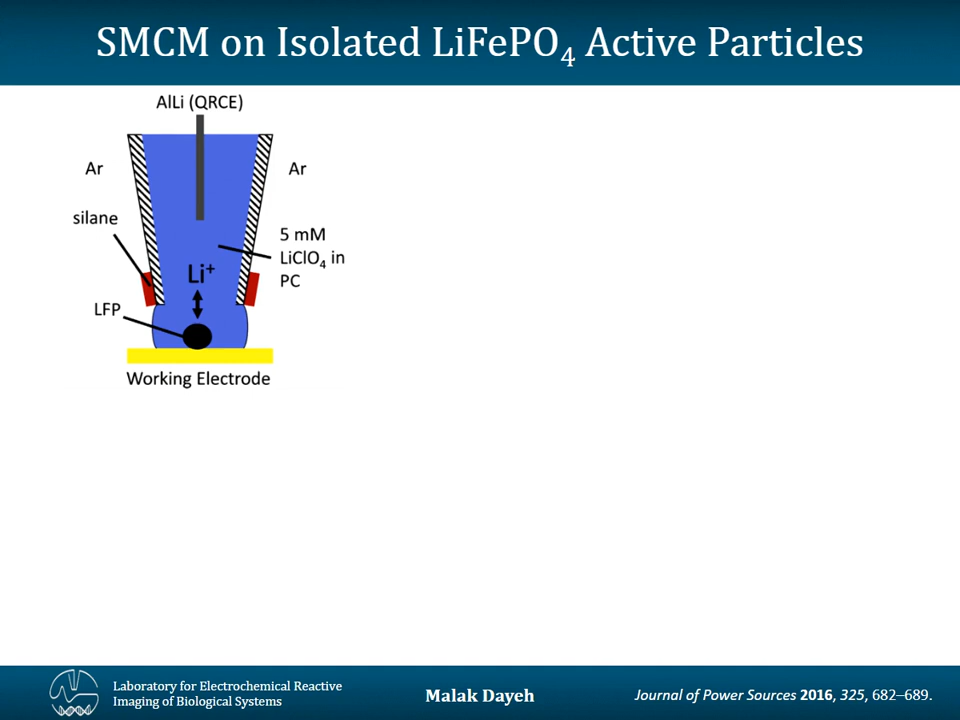 SMCM on Isolated LiFePO₄ Active Particles
AlLi (QRCE)
Ar
Ar
silane
5 mM
LiClO₄ in
PC
Li⁺
LFP
Working Electrode
Laboratory for Electrochemical Reactive
Imaging of Biological Systems
Malak Dayeh
Journal of Power Sources 2016, 325, 682–689.